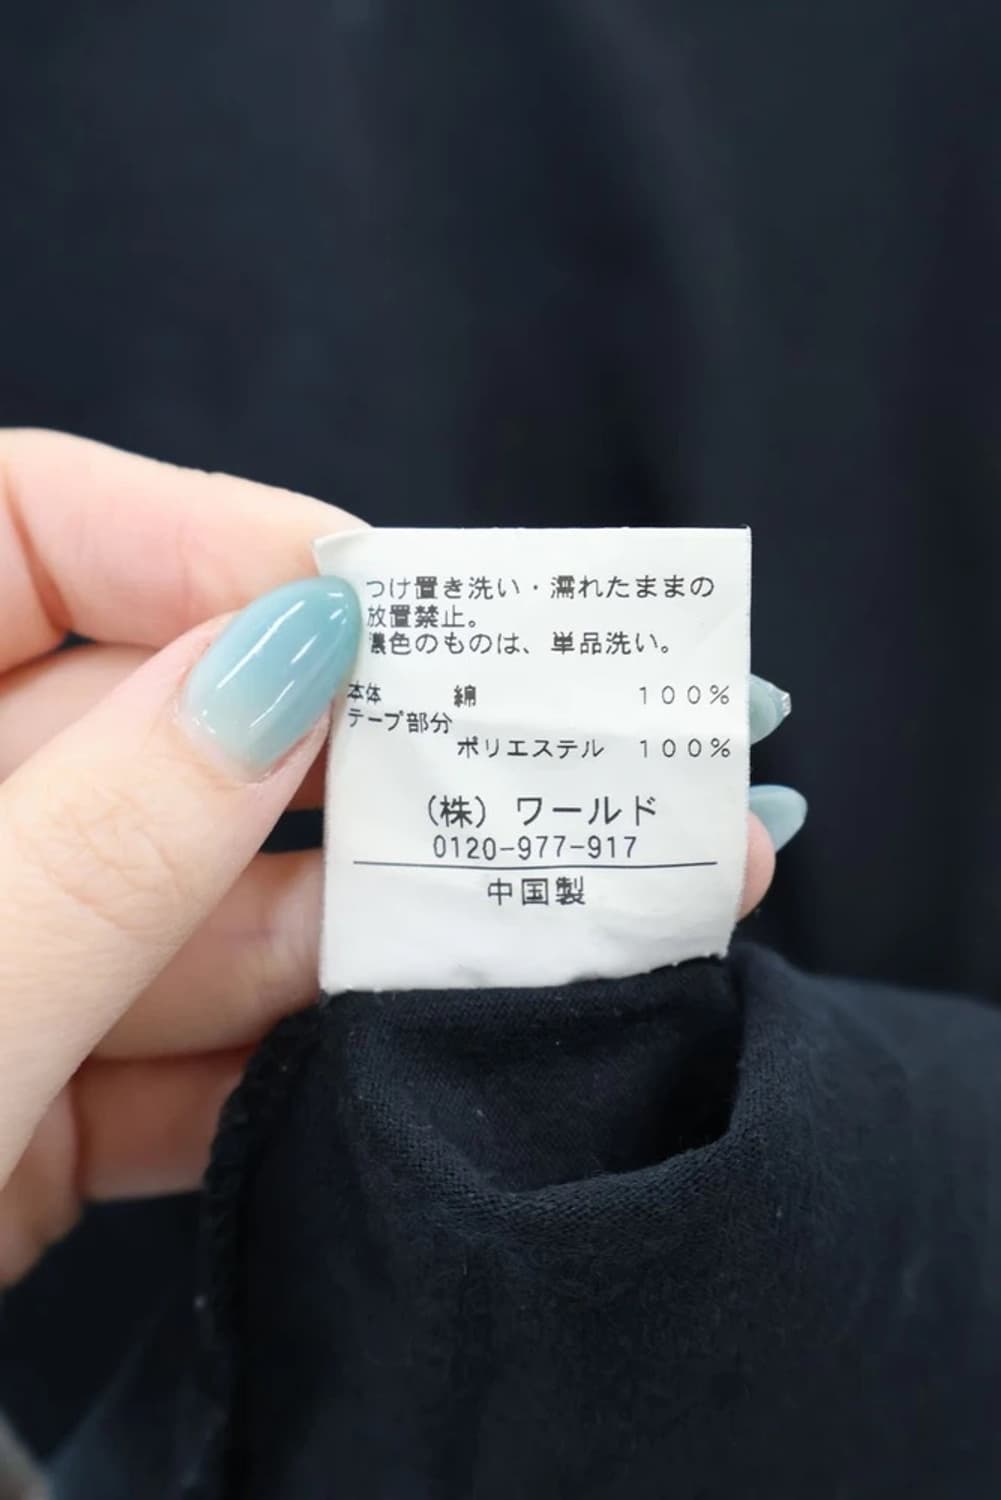 つけ置き洗い・濡れたままの
放置禁止。
濃色のものは、単品洗い。
本体 綿 100%
テープ部分
ポリエステル 100%
(株) ワールド
0120-977-917
中国製